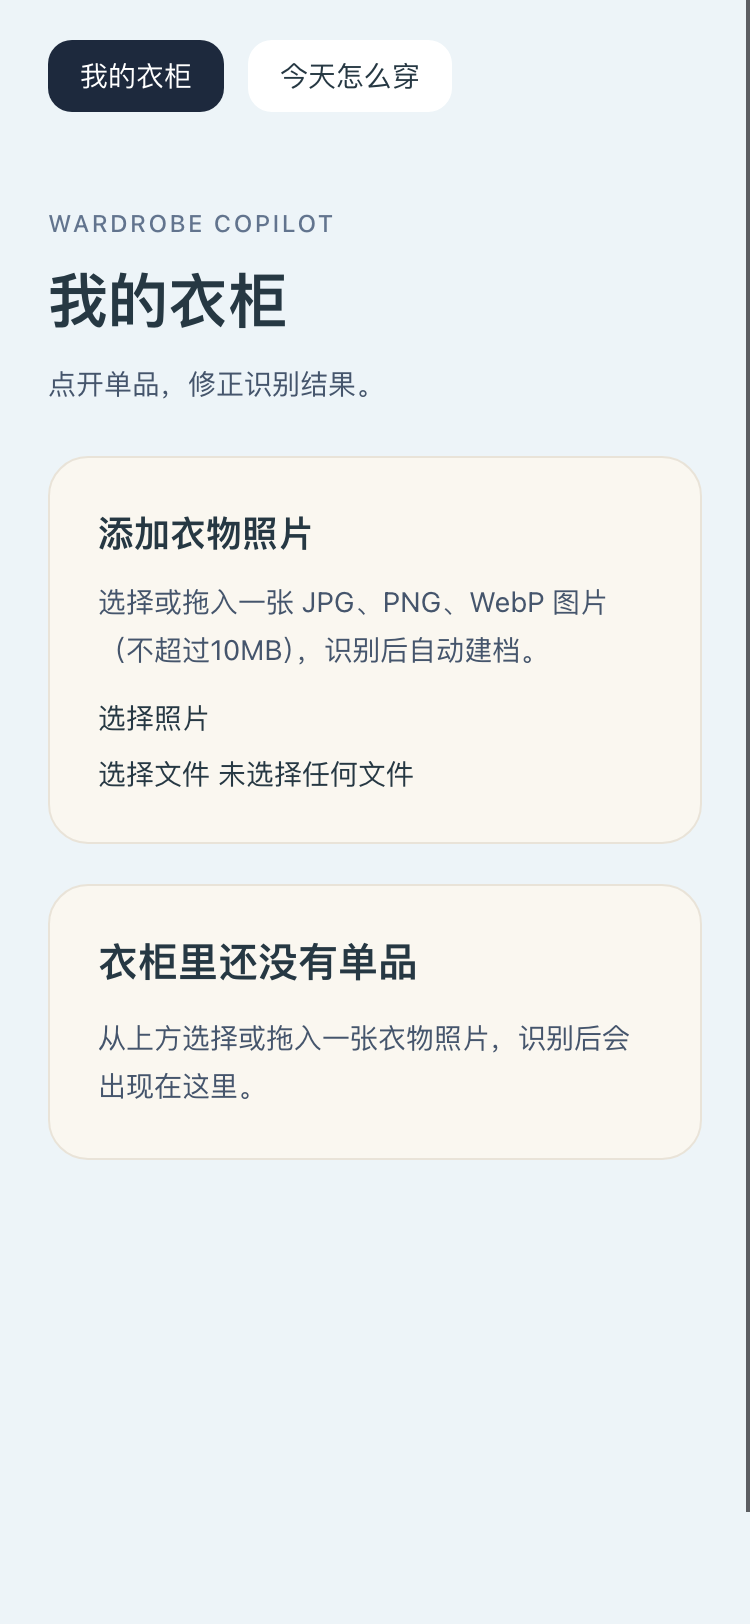 我的衣柜 今天怎么穿
WARDROBE COPILOT
我的衣柜
点开单品，修正识别结果。
添加衣物照片
选择或拖入一张 JPG、PNG、WebP 图片
（不超过10MB），识别后自动建档。
选择照片
选择文件 未选择任何文件
衣柜里还没有单品
从上方选择或拖入一张衣物照片，识别后会
出现在这里。